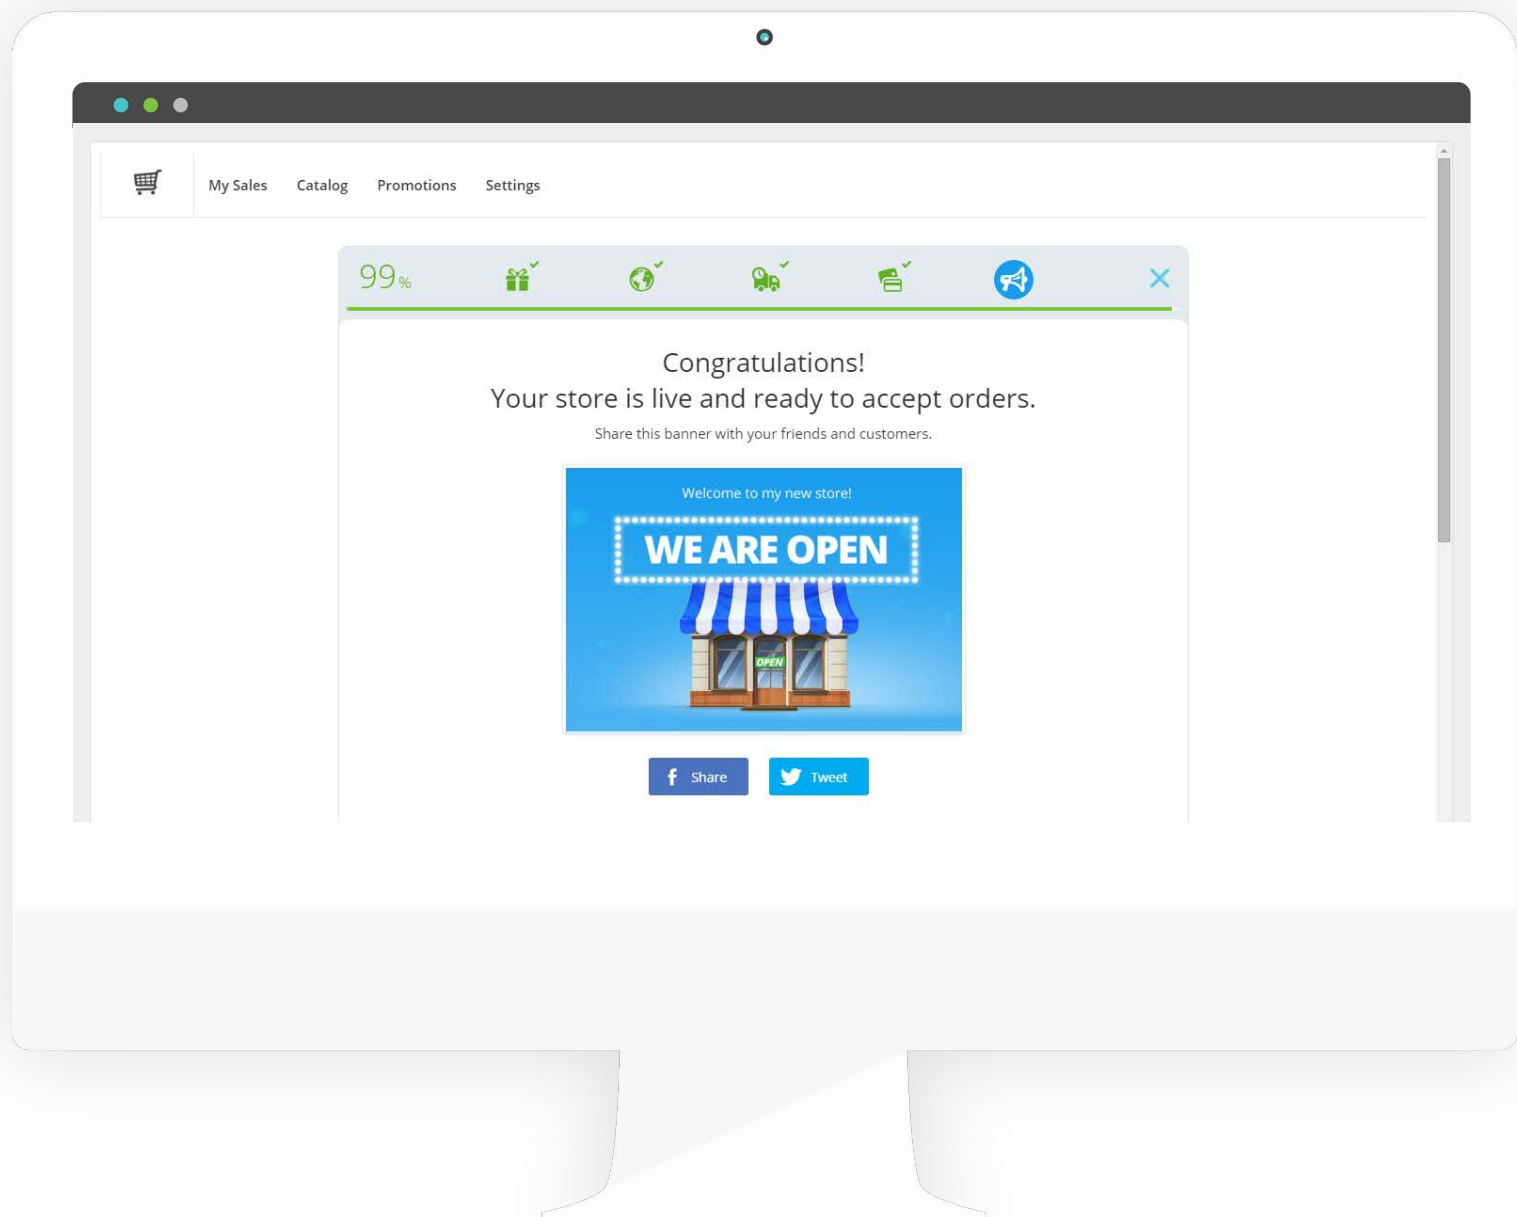 My Sales Catalog Promotions Settings
99%
Congratulations!
Your store is live and ready to accept orders.
Share this banner with your friends and customers.
Welcome to my new store!
WE ARE OPEN
OPEN
f Share Tweet